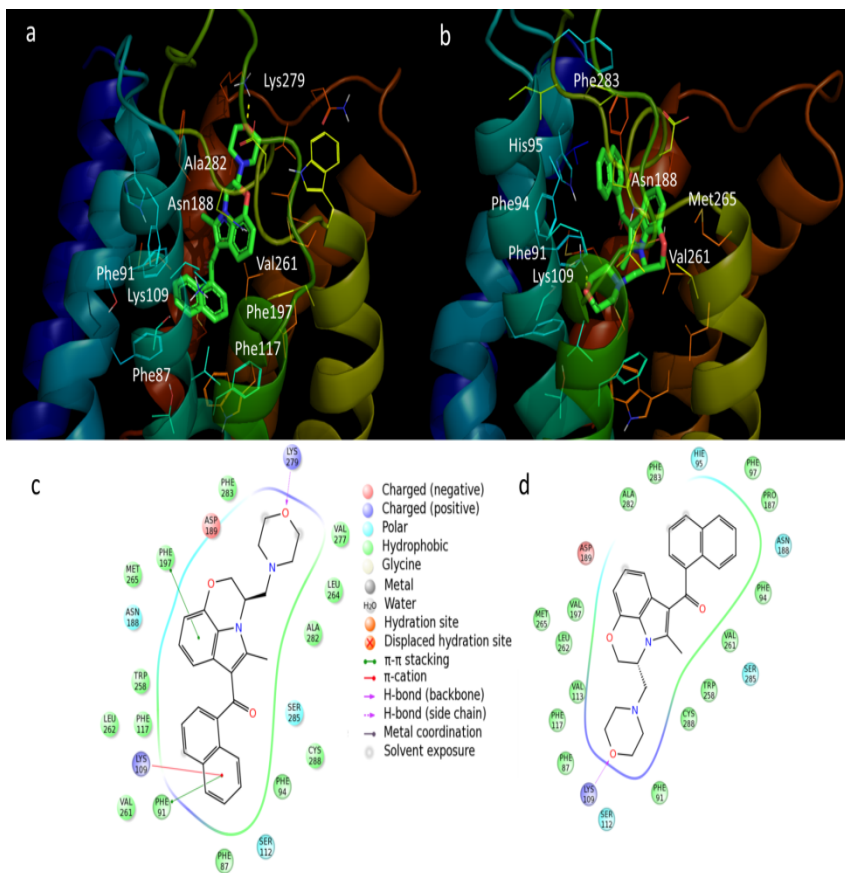 a
Lys279
Ala282
Asn188
Phe91
Lys109
Val261
Phe197
Phe117
Phe87
b
Phe283
His95
Asn188
Phe94
Met265
Phe91
Val261
Lys109
c
LYS 279
PHE 283
ASP 189
PHE 197
VAL 277
MET 265
LEU 264
ASN 188
ALA 282
TRP 258
SER 285
LEU 262
PHE 117
CYS 288
LYS 109
PHE 94
VAL 261
PHE 91
SER 112
PHE 87
O
N
O
N
O
Charged (negative)
Charged (positive)
Polar
Hydrophobic
Glycine
Metal
H₂O Water
Hydration site
Displaced hydration site
π-π stacking
π-cation
H-bond (backbone)
H-bond (side chain)
Metal coordination
Solvent exposure
d
HIE 95
PHE 283
PHE 97
ALA 282
PRO 187
ASP 189
ASN 188
PHE 94
MET 265
VAL 197
VAL 261
LEU 262
SER 285
TRP 258
VAL 113
CYS 288
PHE 117
PHE 87
PHE 91
LYS 109
SER 112
O
O
N
N
O